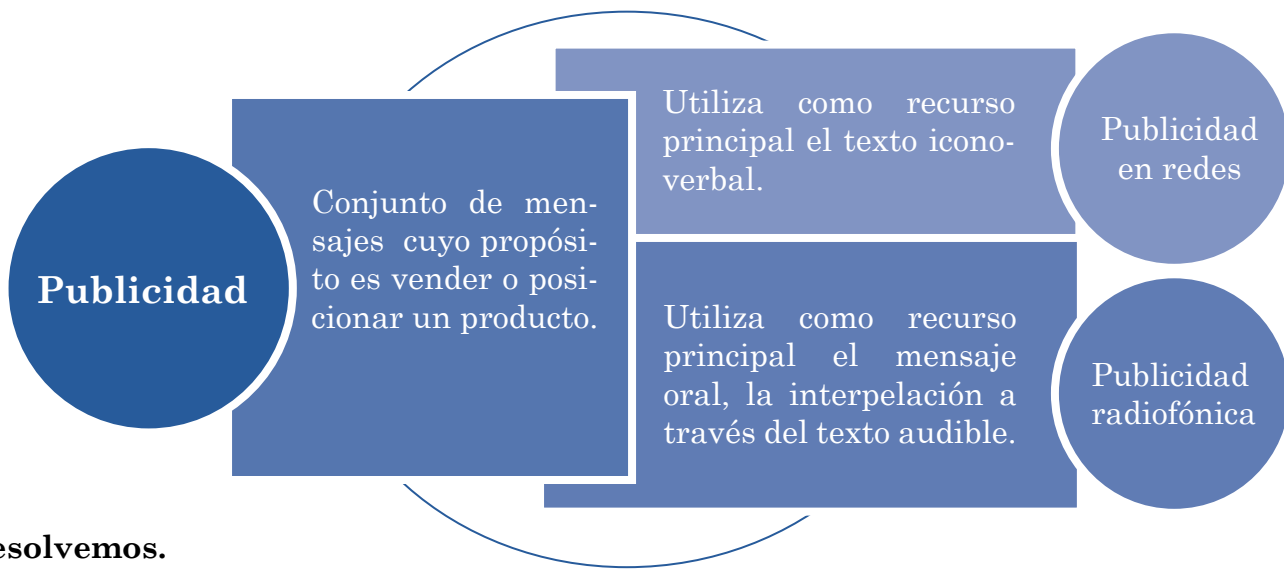 Publicidad
Conjunto de men-
sajes cuyo propósi-
to es vender o posi-
cionar un producto.
Utiliza como recurso
principal el texto icono-
verbal.
Publicidad
en redes
Utiliza como recurso
principal el mensaje
oral, la interpelación a
través del texto audible.
Publicidad
radiofónica
esolvemos.